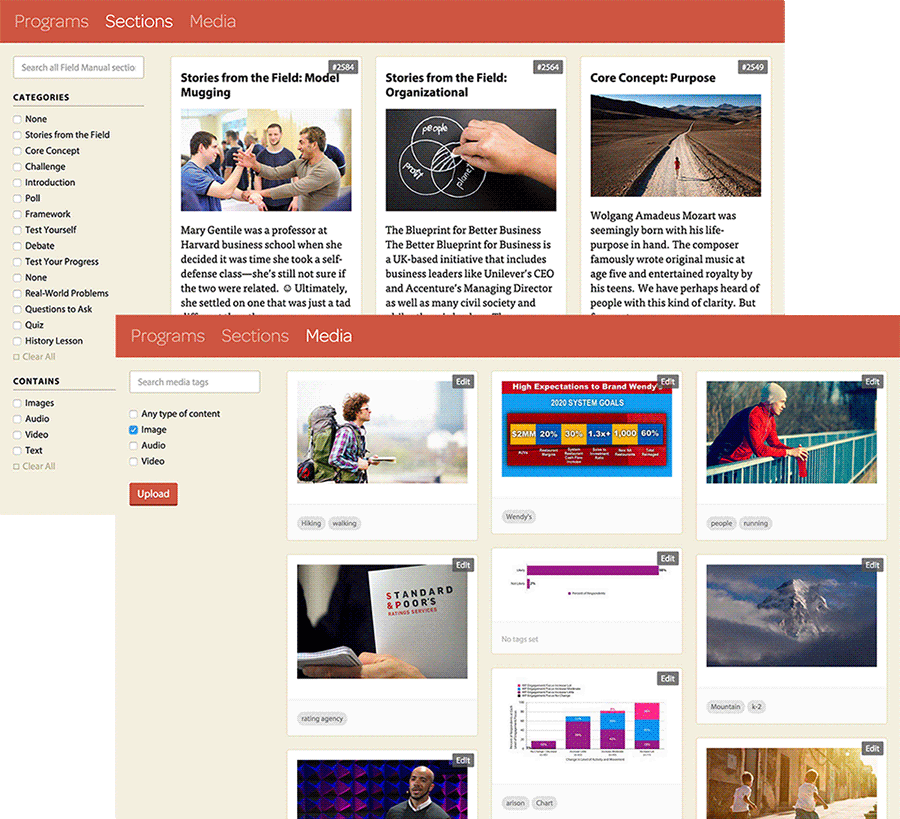 Programs Sections Media
Search all Field Manual sectio
CATEGORIES
None
Stories from the Field
Core Concept
Challenge
Introduction
Poll
Framework
Test Yourself
Debate
Test Your Progress
None
Real-World Problems
Questions to Ask
Quiz
History Lesson
Clear All
CONTAINS
Images
Audio
Video
Text
Clear All
#2584
Stories from the Field: Model
Mugging
Mary Gentile was a professor at
Harvard business school when she
decided it was time she took a self-
defense class—she's still not sure if
the two were related. ☺ Ultimately,
she settled on one that was just a tad
#2564
Stories from the Field:
Organizational
people
profit
planet
The Blueprint for Better Business
The Better Blueprint for Business is
a UK-based initiative that includes
business leaders like Unilever's CEO
and Accenture's Managing Director
as well as many civil society and
#2549
Core Concept: Purpose
Wolgang Amadeus Mozart was
seemingly born with his life-
purpose in hand. The composer
famously wrote original music at
age five and entertained royalty by
his teens. We have perhaps heard of
people with this kind of clarity. But
Programs Sections Media
Search media tags
Any type of content
Image
Audio
Video
Upload
Edit
Hiking walking
Edit
High Expectations to Brand Wendy's
2020 SYSTEM GOALS
$2MM 20% 30% 1.3x+ 1,000 60%
Wendy's
Edit
people running
Edit
STANDARD
&POOR'S
RATINGS SERVICES
rating agency
Edit
Likely
Not Likely
No tags set
Edit
Mountain k-2
Edit
Change in Level of Activity and Movement
arison Chart
Edit
Edit